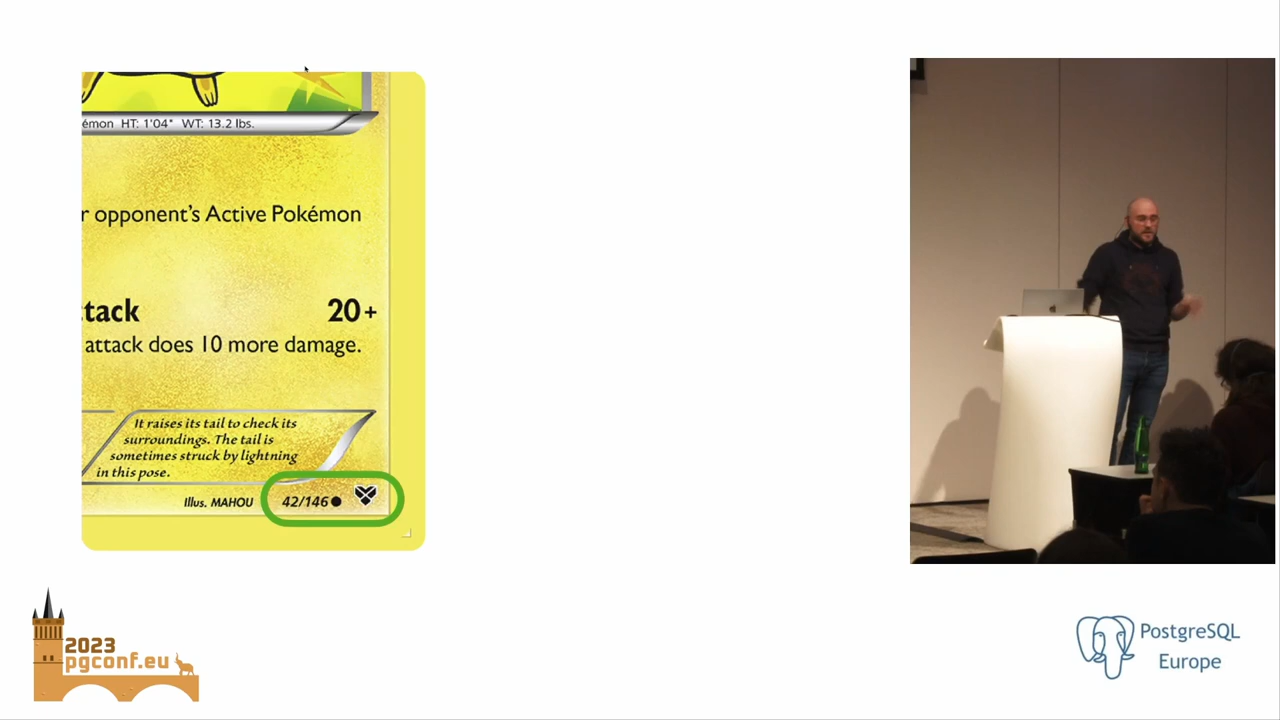 émon HT: 1'04" WT: 13.2 lbs.
r opponent's Active Pokémon
tack 20+
attack does 10 more damage.
It raises its tail to check its
surroundings. The tail is
sometimes struck by lightning
in this pose.
Illus. MAHOU 42/146
2023
pgconf.eu
PostgreSQL
Europe